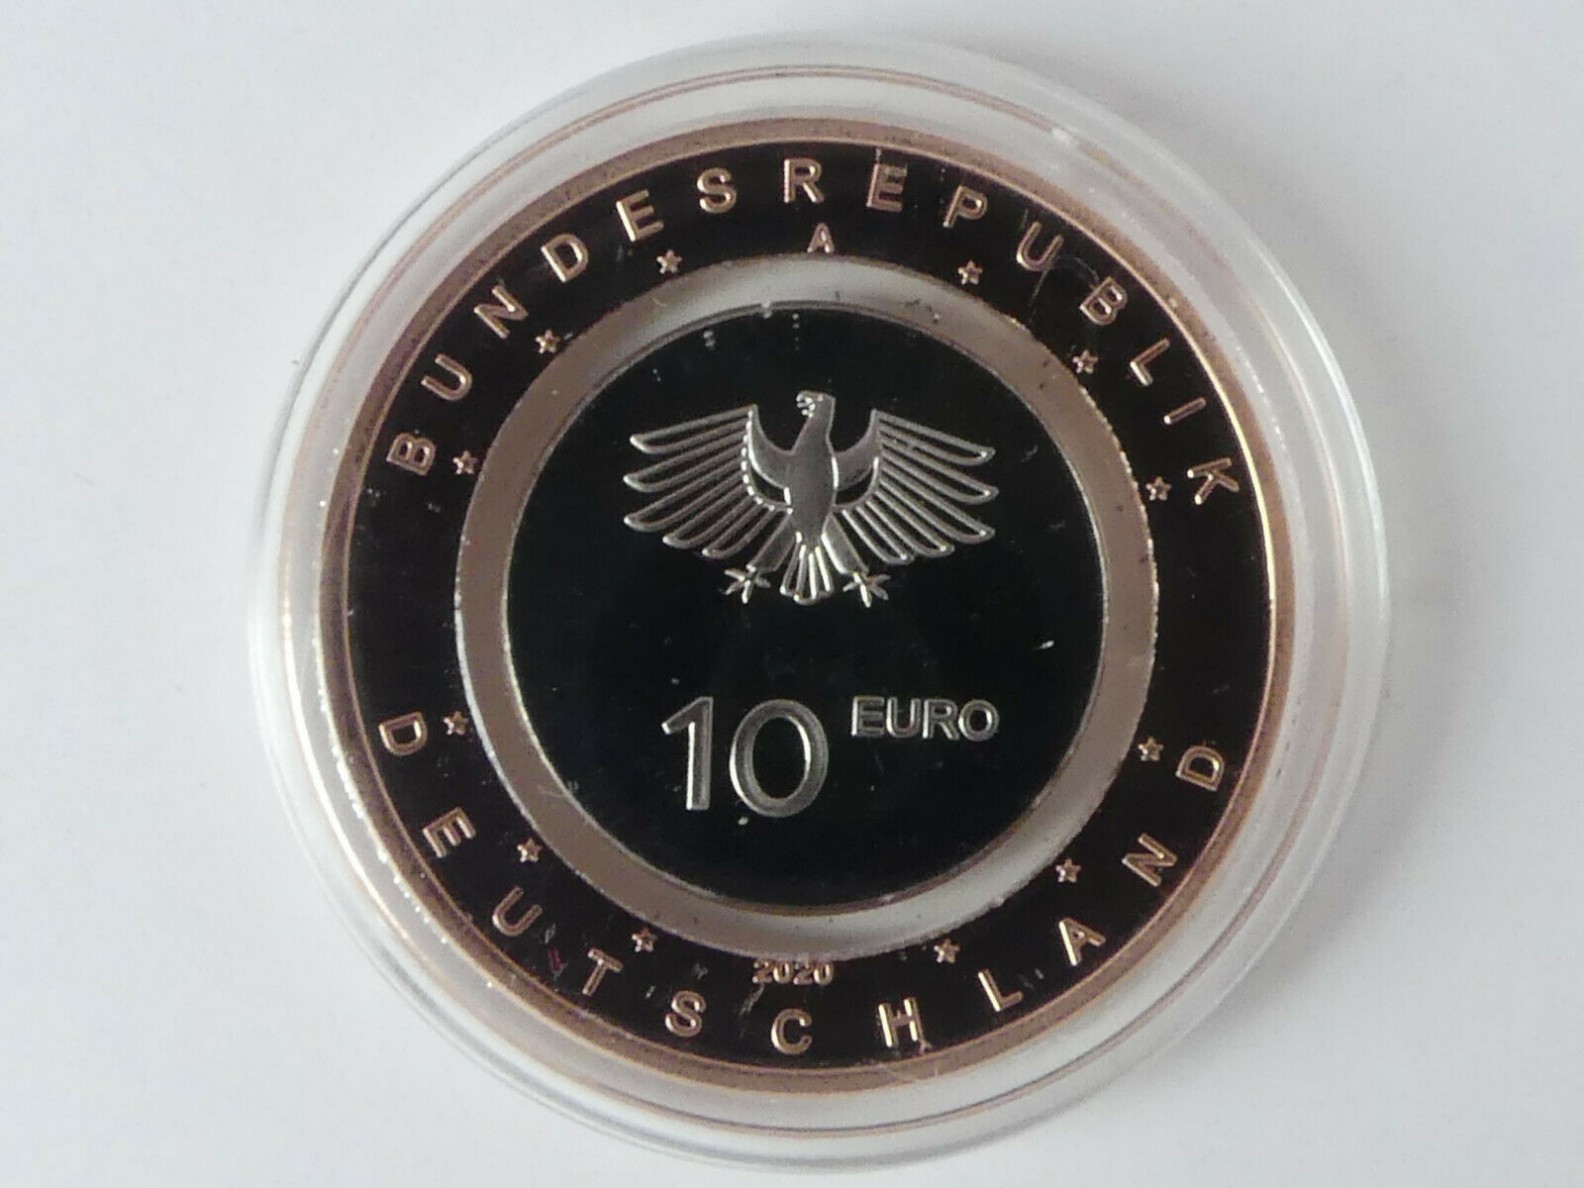 BUNDESREPUBLIK
A
10 EURO
2020
DEUTSCHLAND